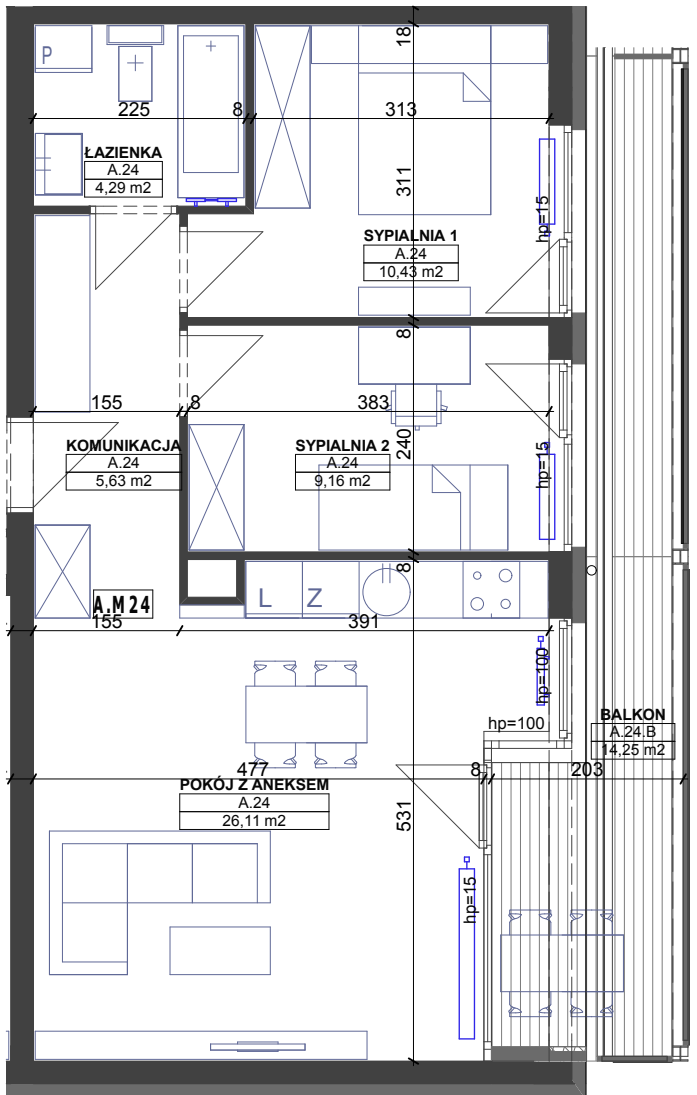 18
P
225
8
313
ŁAZIENKA
A.24
4,29 m2
311
hp=15
SYPIALNIA 1
A.24
10,43 m2
8
155
8
383
KOMUNIKACJA
A.24
5,63 m2
SYPIALNIA 2
A.24
9,16 m2
240
hp=15
8
L
Z
A.M24
155
391
hp=100
hp=100
BALKON
A.24.B
14,25 m2
477
8
203
POKÓJ Z ANEKSEM
A.24
26,11 m2
531
hp=15